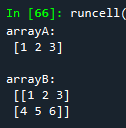 In [66]: runcell(
arrayA:
[1 2 3]
arrayB:
[[1 2 3]
[4 5 6]]